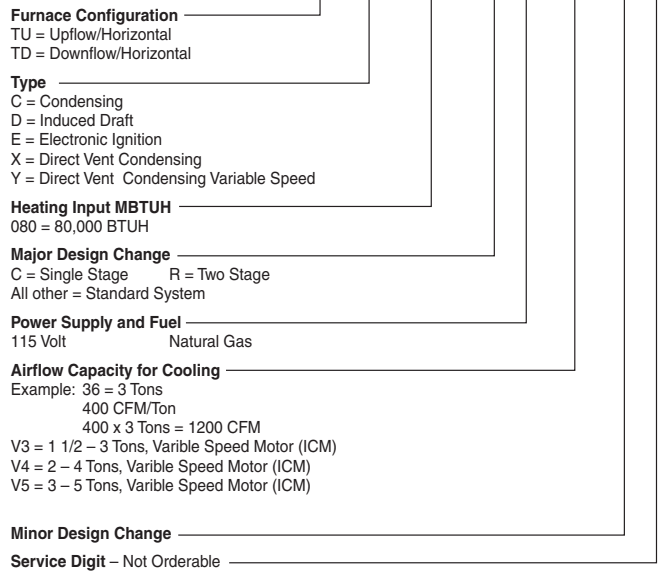 Furnace Configuration
TU = Upflow/Horizontal
TD = Downflow/Horizontal
Type
C = Condensing
D = Induced Draft
E = Electronic Ignition
X = Direct Vent Condensing
Y = Direct Vent Condensing Variable Speed
Heating Input MBTUH
080 = 80,000 BTUH
Major Design Change
C = Single Stage R = Two Stage
All other = Standard System
Power Supply and Fuel
115 Volt Natural Gas
Airflow Capacity for Cooling
Example: 36 = 3 Tons
400 CFM/Ton
400 x 3 Tons = 1200 CFM
V3 = 1 1/2 – 3 Tons, Varible Speed Motor (ICM)
V4 = 2 – 4 Tons, Varible Speed Motor (ICM)
V5 = 3 – 5 Tons, Varible Speed Motor (ICM)
Minor Design Change
Service Digit – Not Orderable